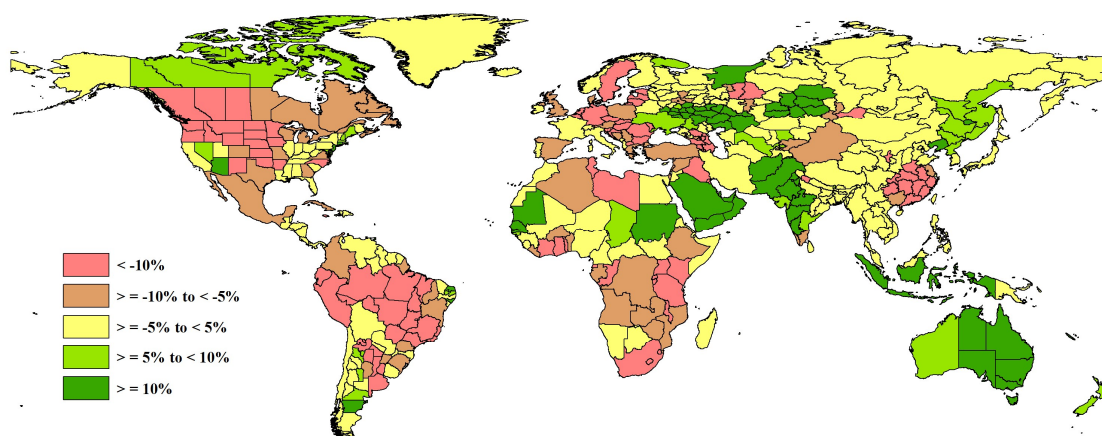 < -10%
> = -10% to < -5%
> = -5% to < 5%
> = 5% to < 10%
> = 10%